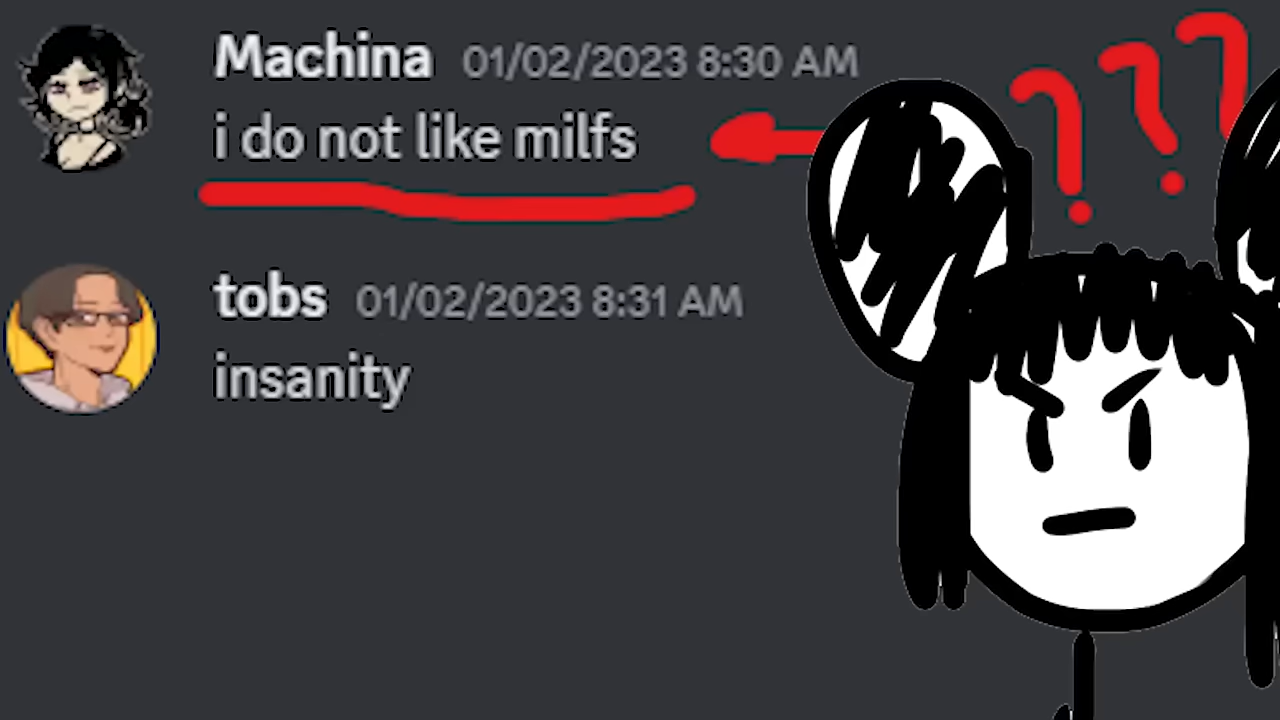 Machina 01/02/2023 8:30 AM
i do not like milfs
???
tobs 01/02/2023 8:31 AM
insanity